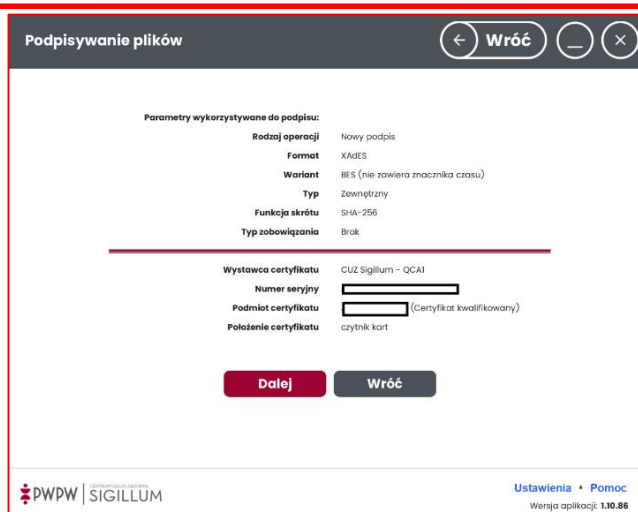 Podpisywanie plików
Wróć
Parametry wykorzystywane do podpisu:
Rodzaj operacji Nowy podpis
Format XAdES
Wariant BES (nie zawiera znacznika czasu)
Typ Zewnętrzny
Funkcja skrótu SHA-256
Typ zobowiązania Brak
Wystawca certyfikatu CUZ Sigillum - QCA1
Numer seryjny
Podmiot certyfikatu (Certyfikat kwalifikowany)
Położenie certyfikatu czytnik kart
Dalej Wróć
PWPW SIGILLUM
Ustawienia • Pomoc
Wersja aplikacji: 1.10.86